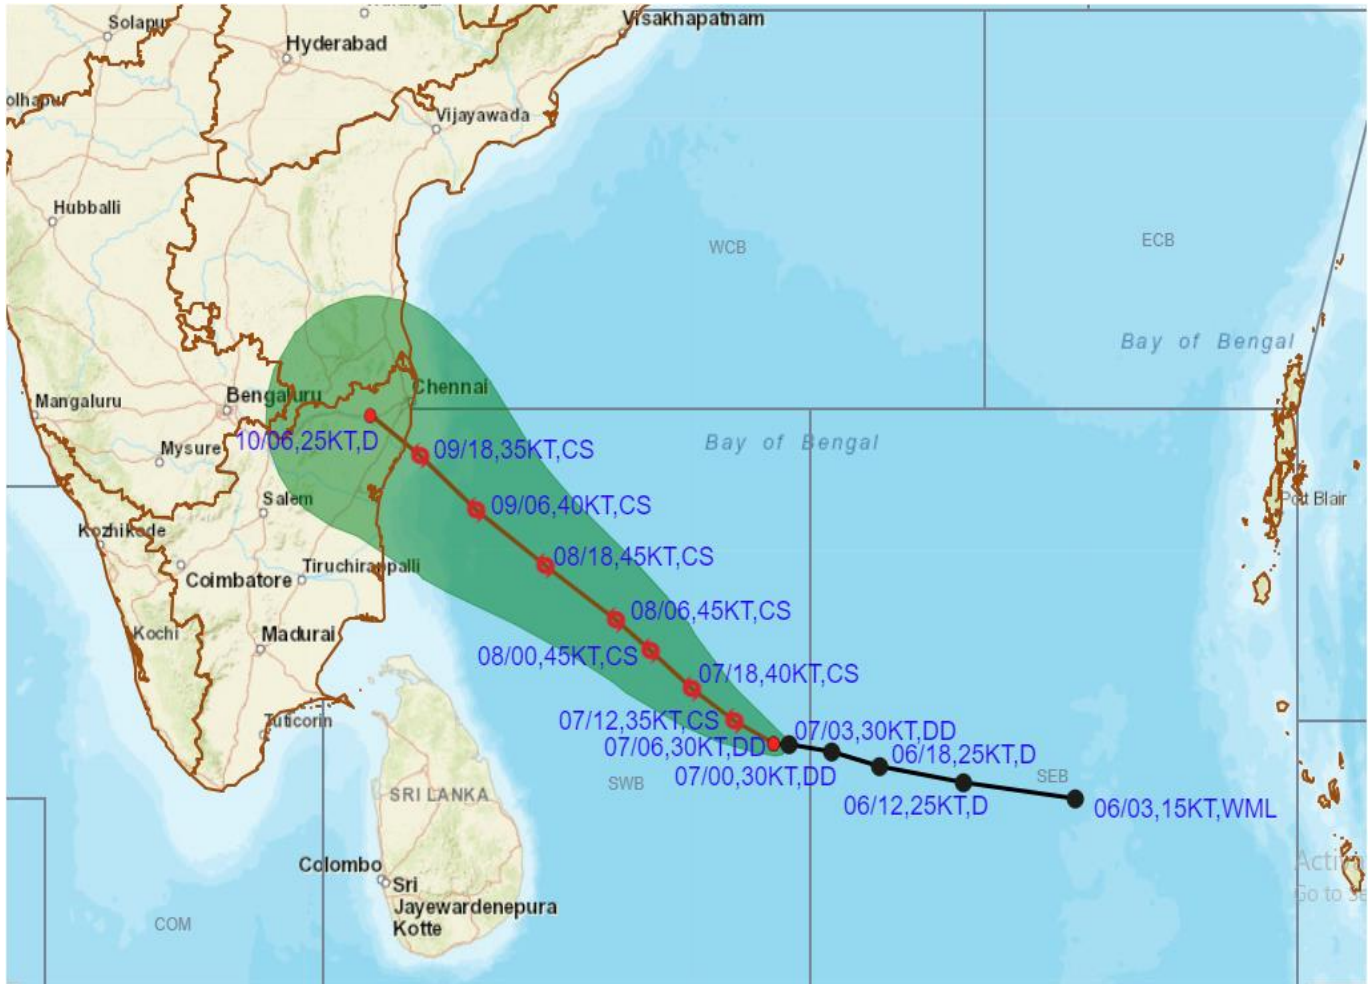 Solapur
Visakhapatnam
Hyderabad
Vijayawada
Hubballi
WCB
ECB
Bay of Bengal
Mangaluru
Bengaluru
Chennai
10/06,25KT,D
09/18,35KT,CS
Bay of Bengal
Mysure
Salem
09/06,40KT,CS
Port Blair
Kozhikode
08/18,45KT,CS
Coimbatore
Tiruchirappalli
08/06,45KT,CS
Kochi
Madurai
08/00,45KT,CS
07/18,40KT,CS
Tuticorin
07/12,35KT,CS
07/03,30KT,DD
07/06,30KT,DD
06/18,25KT,D
07/00,30KT,DD
SWB
SEB
SRI LANKA
06/12,25KT,D
06/03,15KT,WML
Colombo
Sri
Jayewardenepura
Kotte
COM
Go to